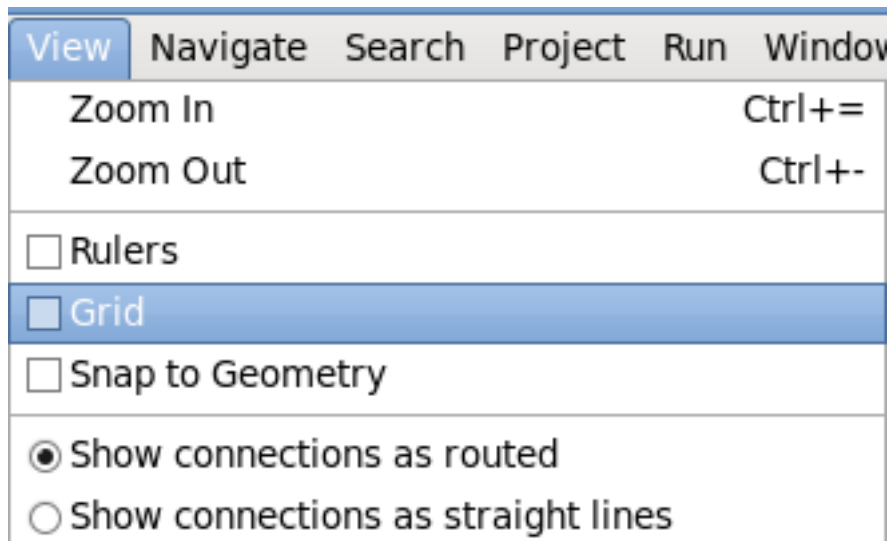 View Navigate Search Project Run Window
Zoom In Ctrl+=
Zoom Out Ctrl+-
Rulers
Grid
Snap to Geometry
Show connections as routed
Show connections as straight lines